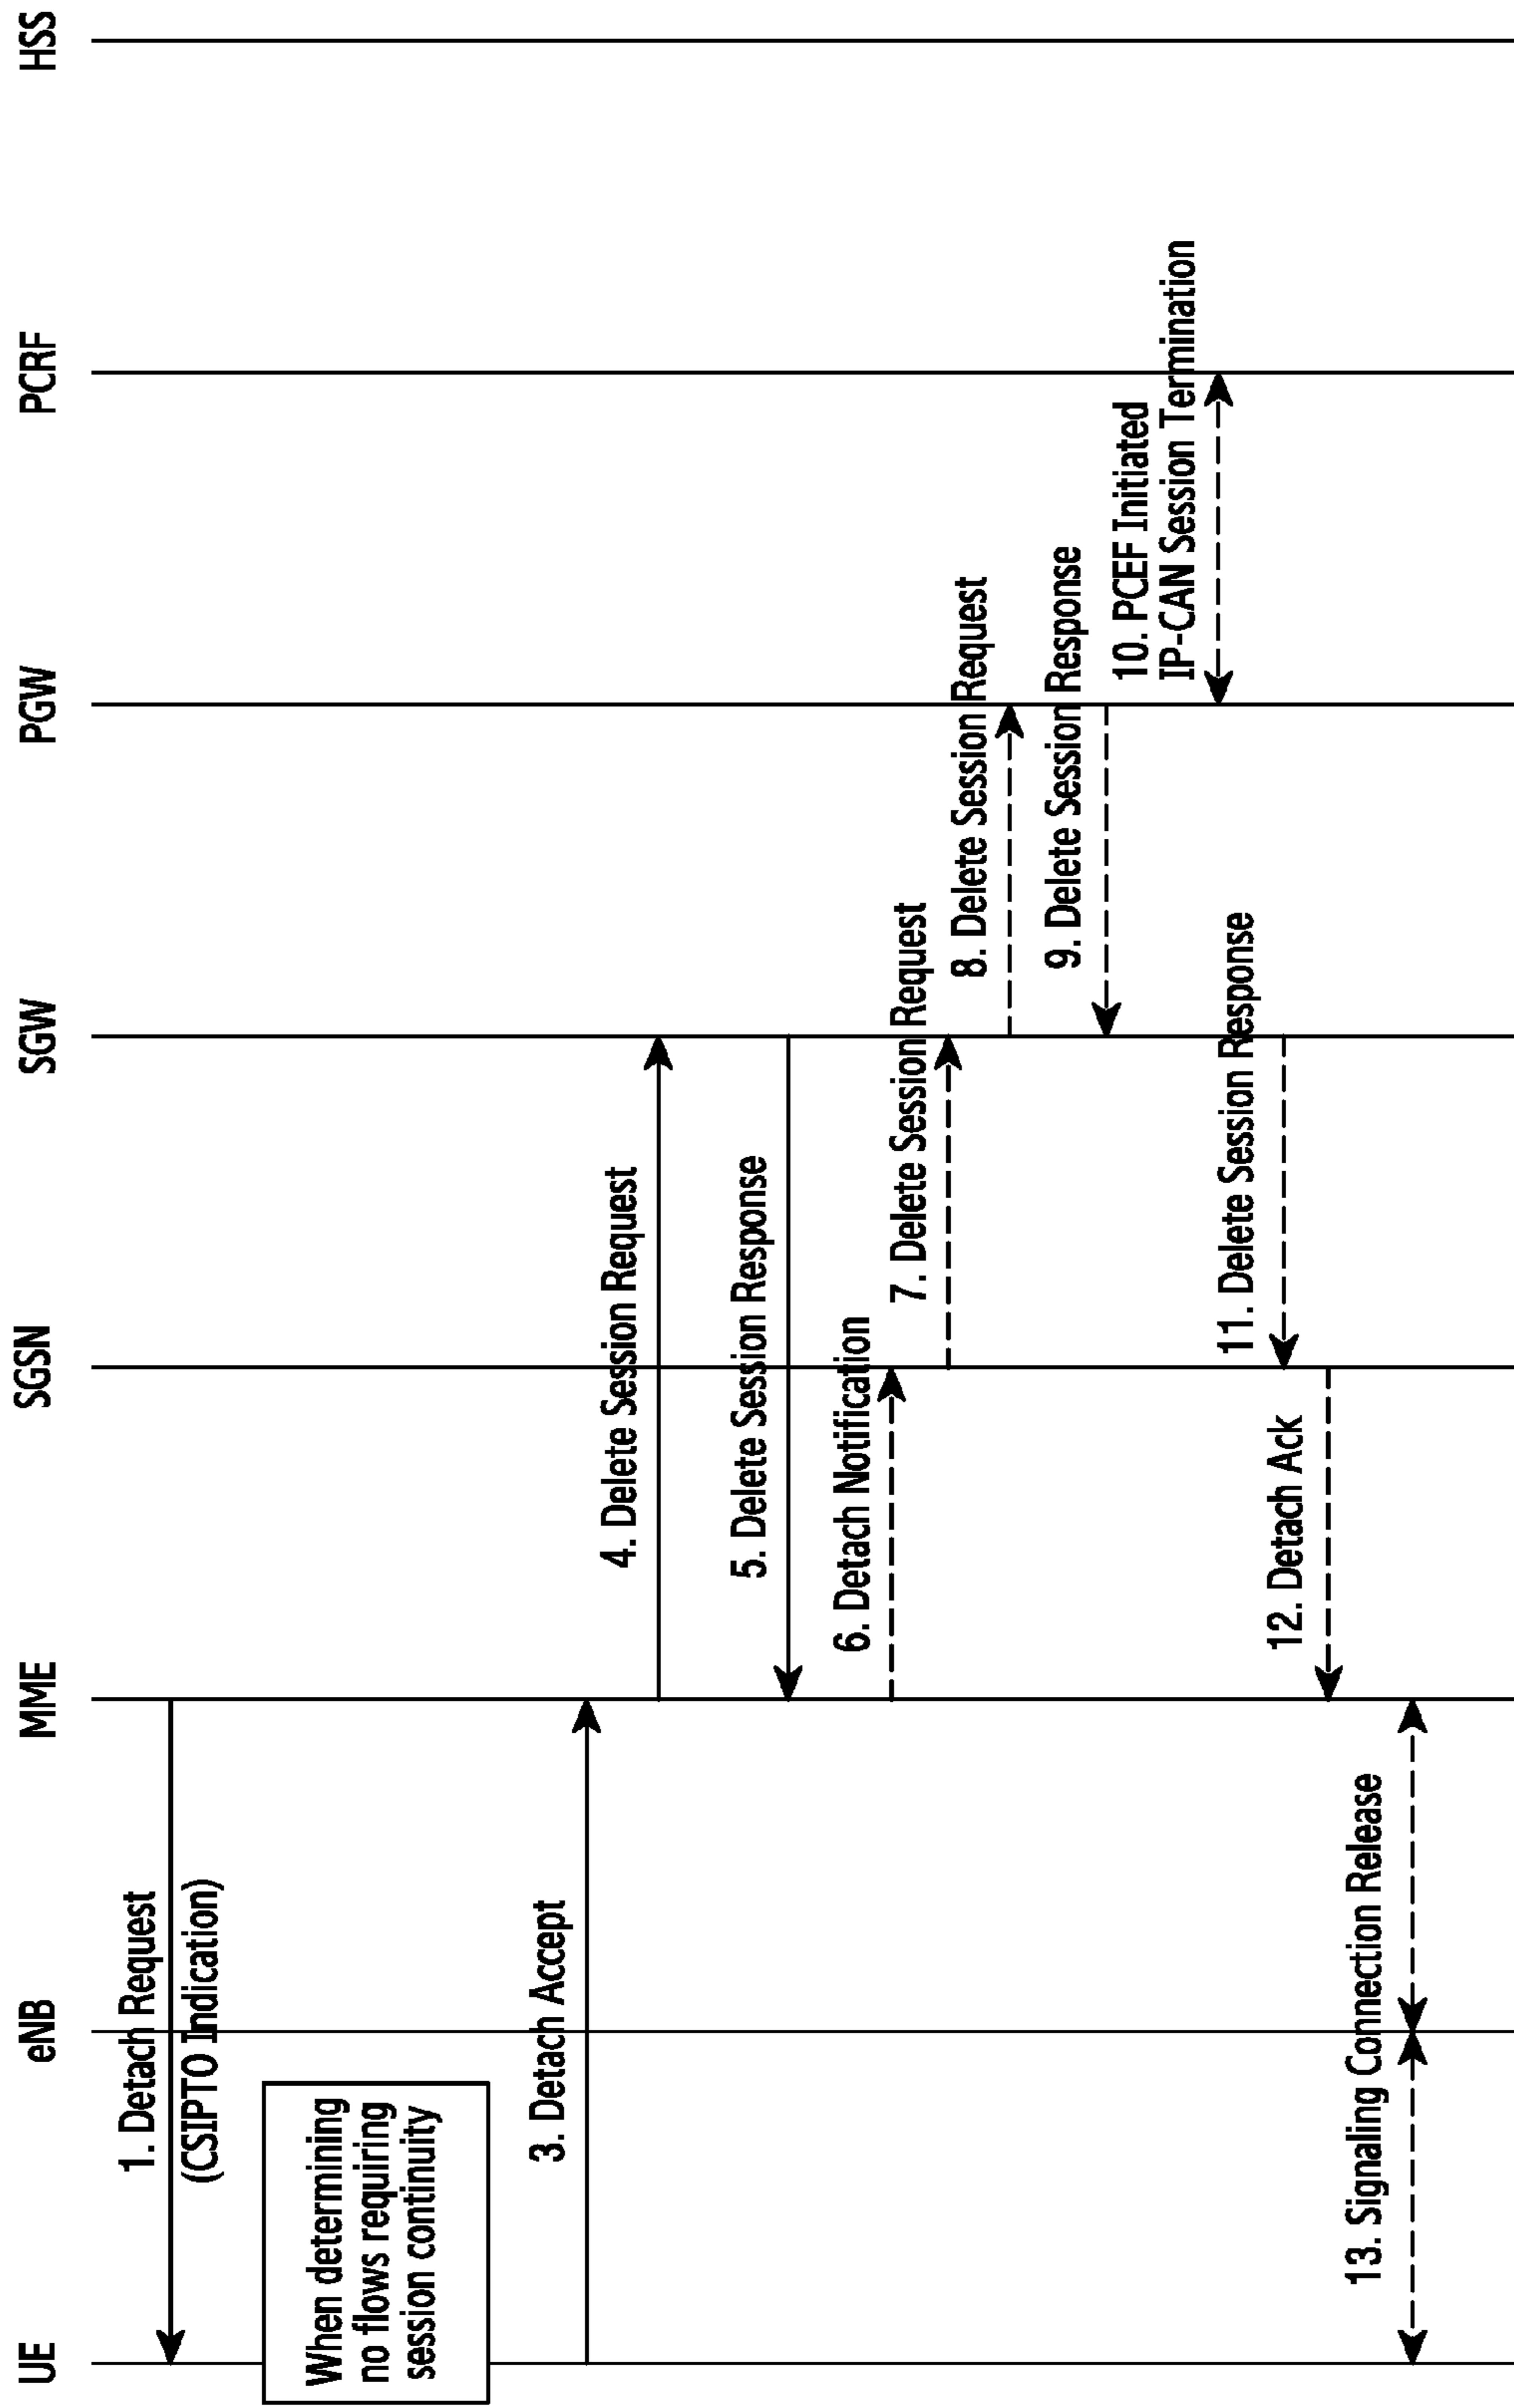 UE
eNB
MME
SGSN
SGW
PGW
PCRF
HSS
1. Detach Request
(CSIPTO Indication)
When determining
no flows requiring
session continuity
3. Detach Accept
4. Delete Session Request
5. Delete Session Response
6. Detach Notification
7. Delete Session Request
8. Delete Session Request
9. Delete Session Response
10. PCEF Initiated
IP-CAN Session Termination
11. Delete Session Response
12. Detach Ack
13. Signaling Connection Release